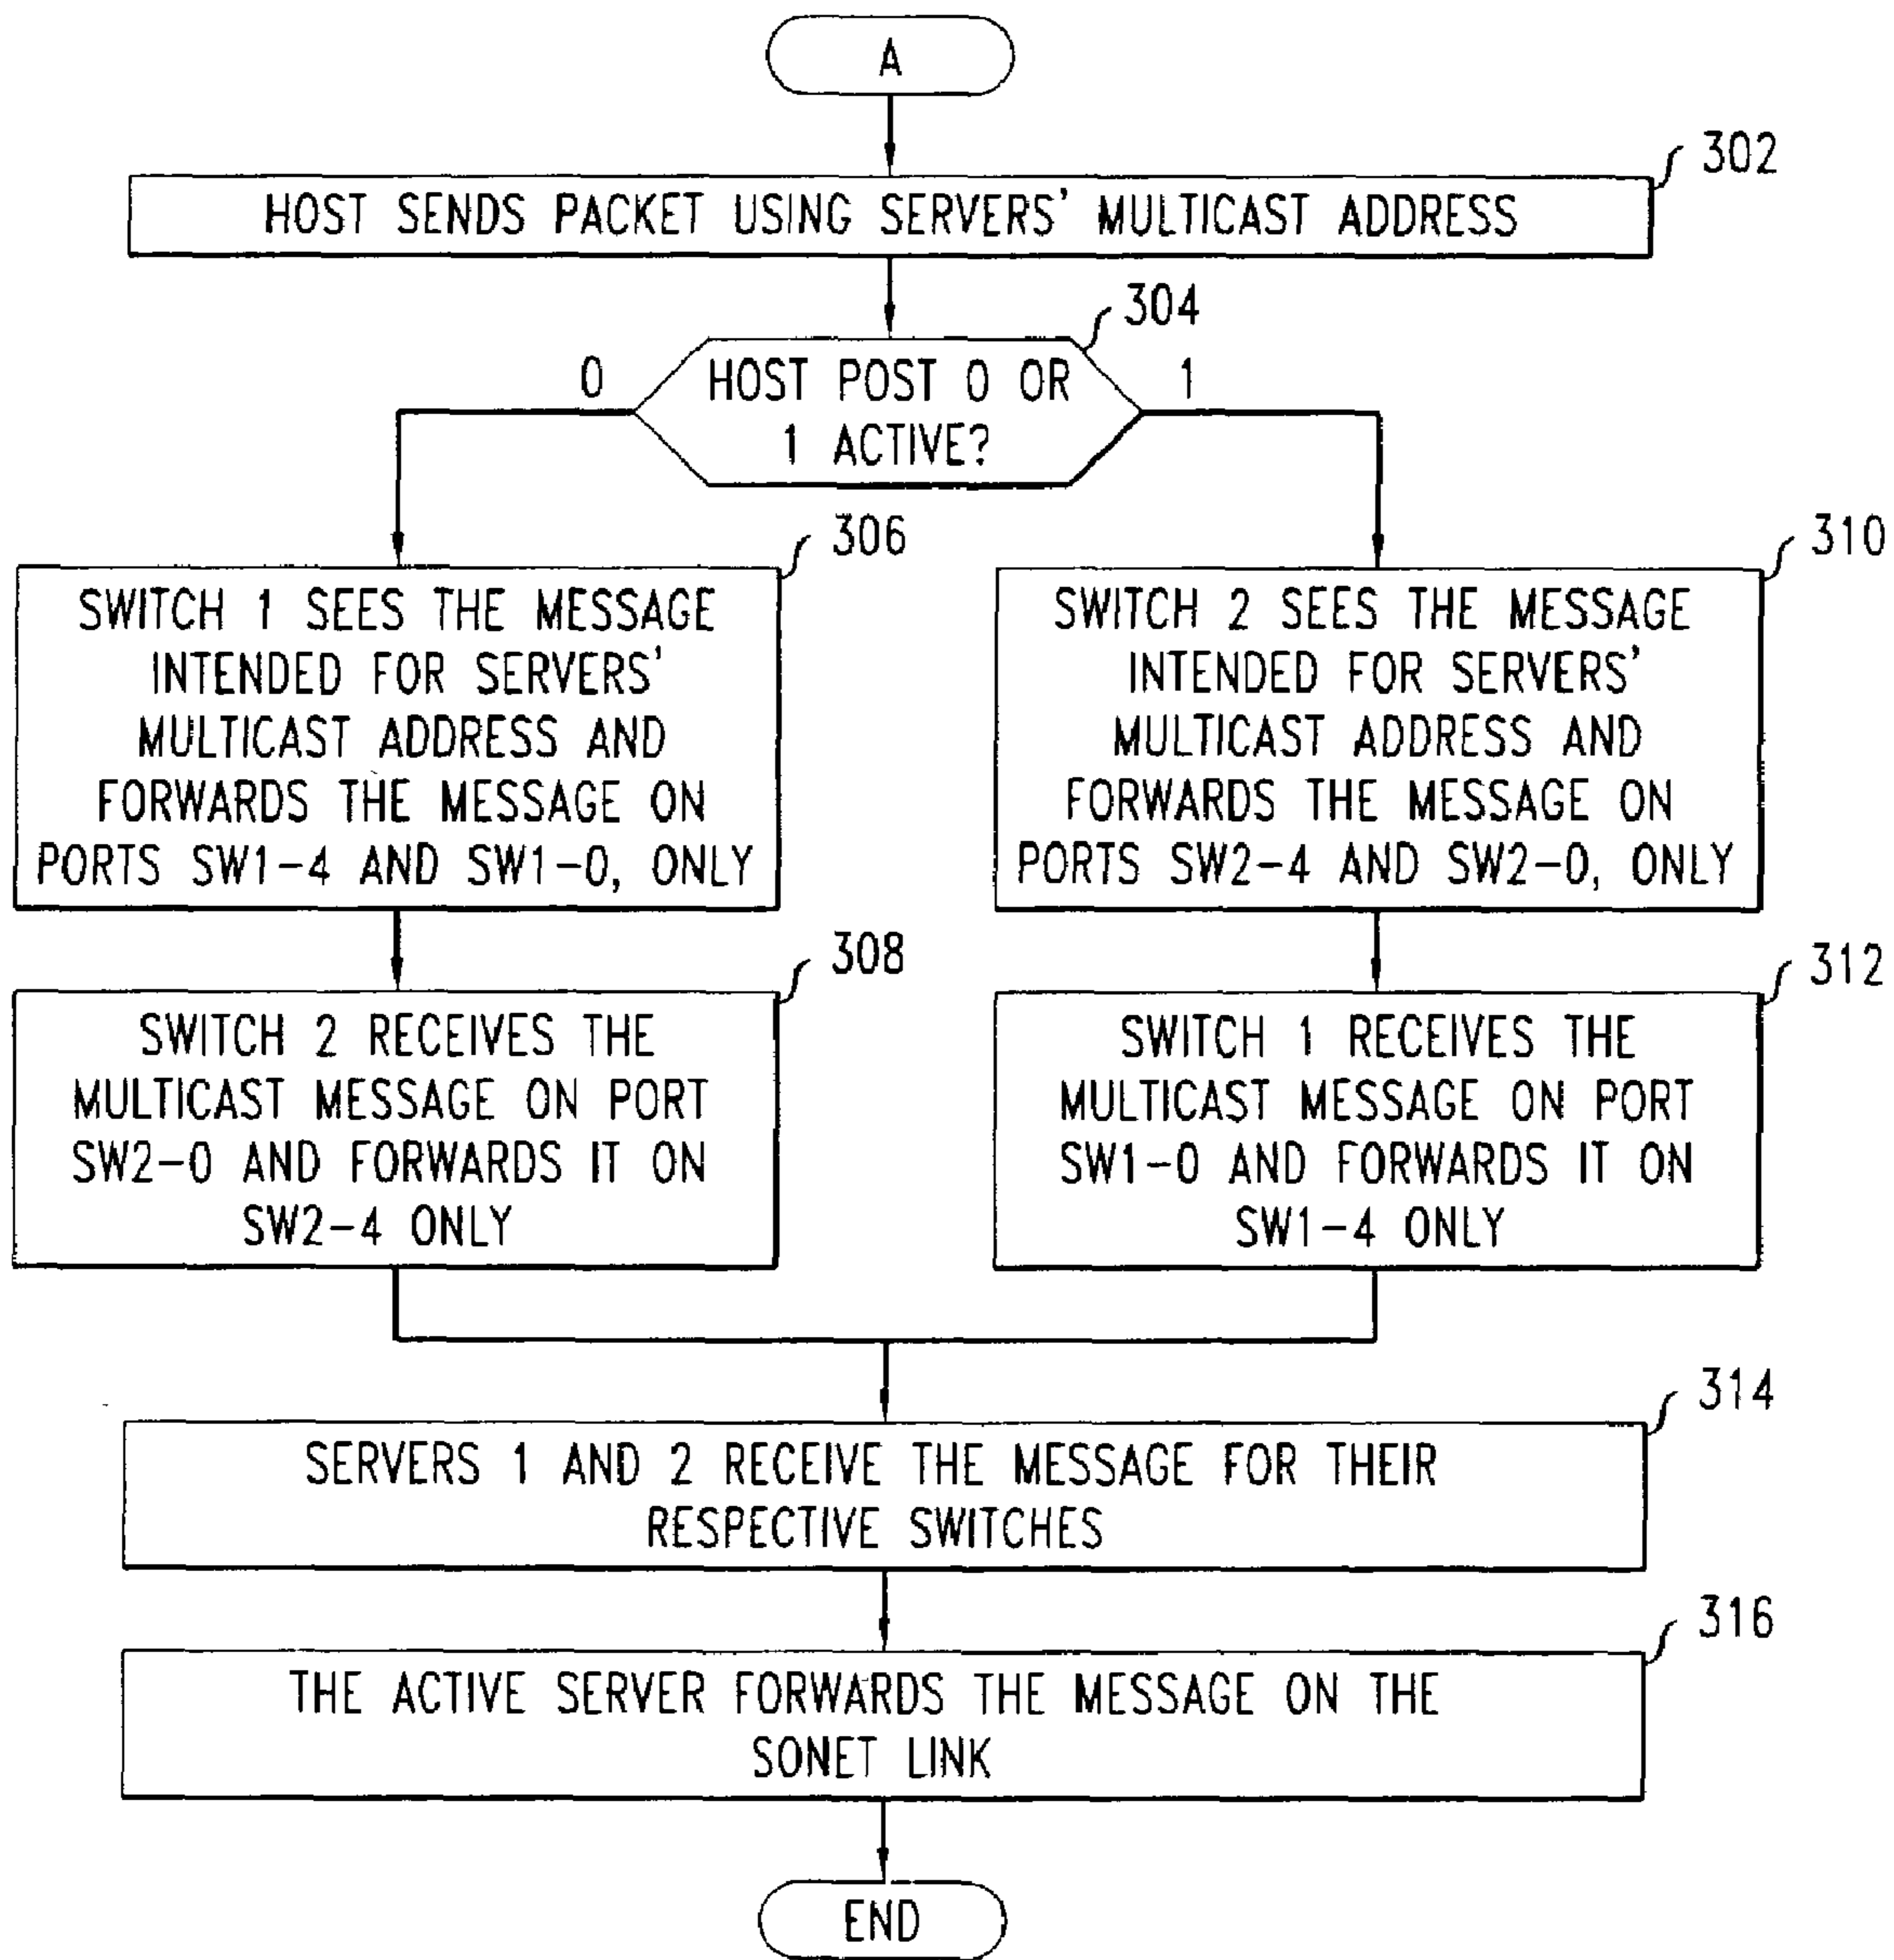 A
302
HOST SENDS PACKET USING SERVERS' MULTICAST ADDRESS
304
0
HOST POST 0 OR
1 ACTIVE?
1
306
SWITCH 1 SEES THE MESSAGE
INTENDED FOR SERVERS'
MULTICAST ADDRESS AND
FORWARDS THE MESSAGE ON
PORTS SW1-4 AND SW1-0, ONLY
310
SWITCH 2 SEES THE MESSAGE
INTENDED FOR SERVERS'
MULTICAST ADDRESS AND
FORWARDS THE MESSAGE ON
PORTS SW2-4 AND SW2-0, ONLY
308
SWITCH 2 RECEIVES THE
MULTICAST MESSAGE ON PORT
SW2-0 AND FORWARDS IT ON
SW2-4 ONLY
312
SWITCH 1 RECEIVES THE
MULTICAST MESSAGE ON PORT
SW1-0 AND FORWARDS IT ON
SW1-4 ONLY
314
SERVERS 1 AND 2 RECEIVE THE MESSAGE FOR THEIR
RESPECTIVE SWITCHES
316
THE ACTIVE SERVER FORWARDS THE MESSAGE ON THE
SONET LINK
END